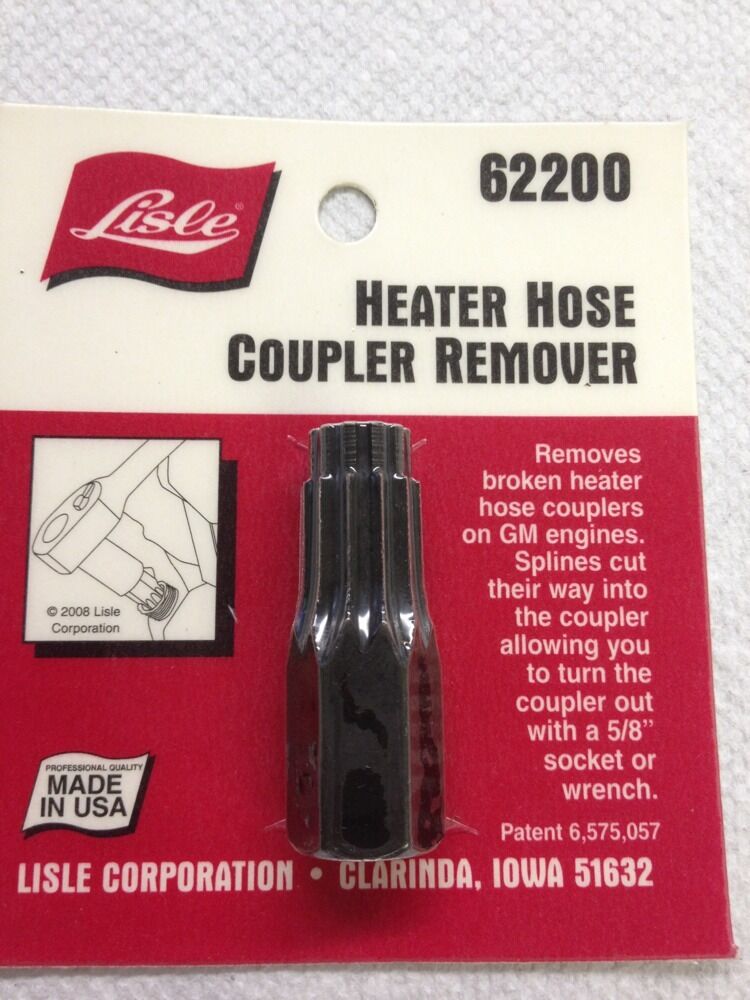 Lisle®
62200
HEATER HOSE
COUPLER REMOVER
Removes
broken heater
hose couplers
on GM engines.
Splines cut
their way into
the coupler
allowing you
to turn the
coupler out
with a 5/8”
socket or
wrench.
© 2008 Lisle
Corporation
PROFESSIONAL QUALITY
MADE
IN USA
Patent 6,575,057
LISLE CORPORATION • CLARINDA, IOWA 51632